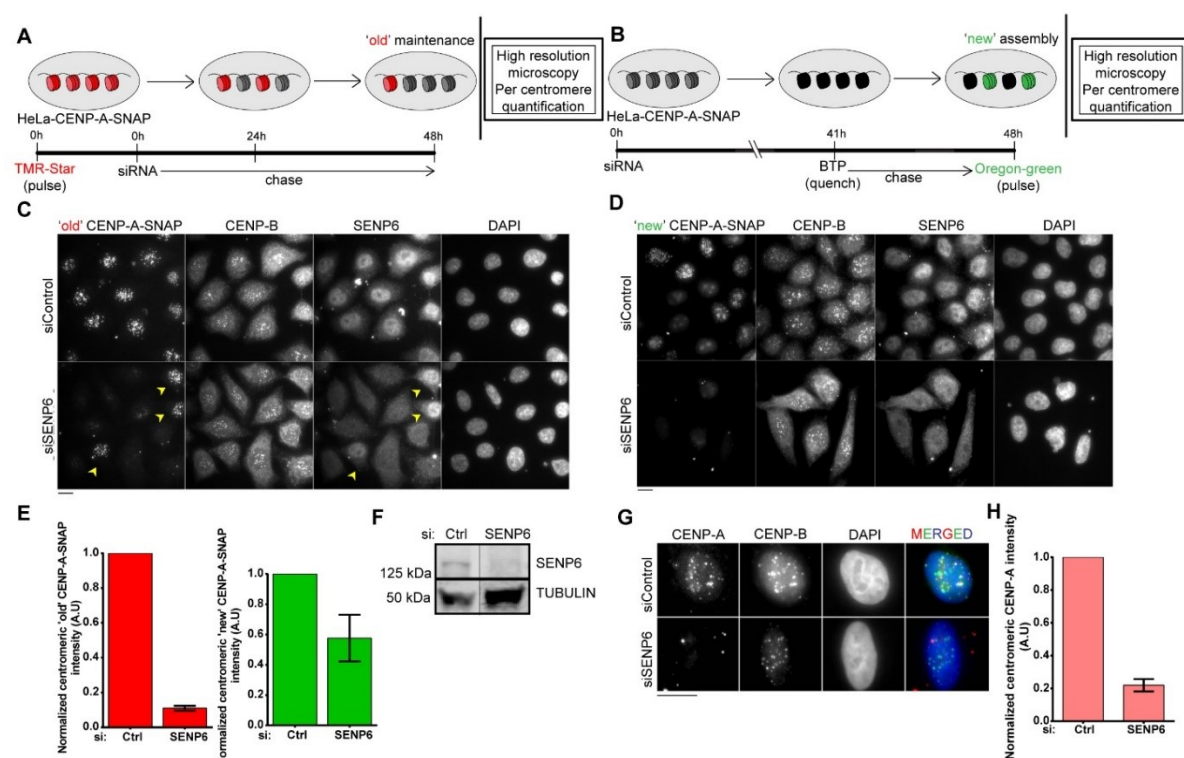 A
'old' maintenance
HeLa-CENP-A-SNAP
0h
0h
24h
48h
TMR-Star
(pulse)
siRNA
chase
High resolution
microscopy
Per centromere
quantification
B
'new' assembly
HeLa-CENP-A-SNAP
0h
41h
48h
siRNA
BTP
(quench)
chase
Oregon-green
(pulse)
High resolution
microscopy
Per centromere
quantification
C
'old' CENP-A-SNAP CENP-B SENP6 DAPI
siControl
siSENP6
D
'new' CENP-A-SNAP CENP-B SENP6 DAPI
siControl
siSENP6
E
Normalized centromeric 'old' CENP-A-SNAP
intensity (A.U)
1.0
0.8
0.6
0.4
0.2
0.0
si: Ctrl SENP6
ormalized centromeric 'new' CENP-A-SNAP
intensity (A.U)
1.0
0.8
0.6
0.4
0.2
0.0
si: Ctrl SENP6
F
si: Ctrl SENP6
125 kDa
SENP6
50 kDa
TUBULIN
G
CENP-A CENP-B DAPI MERGED
siControl
siSENP6
H
Normalized centromeric CENP-A intensity
(A.U)
1.0
0.8
0.6
0.4
0.2
0.0
si: Ctrl SENP6